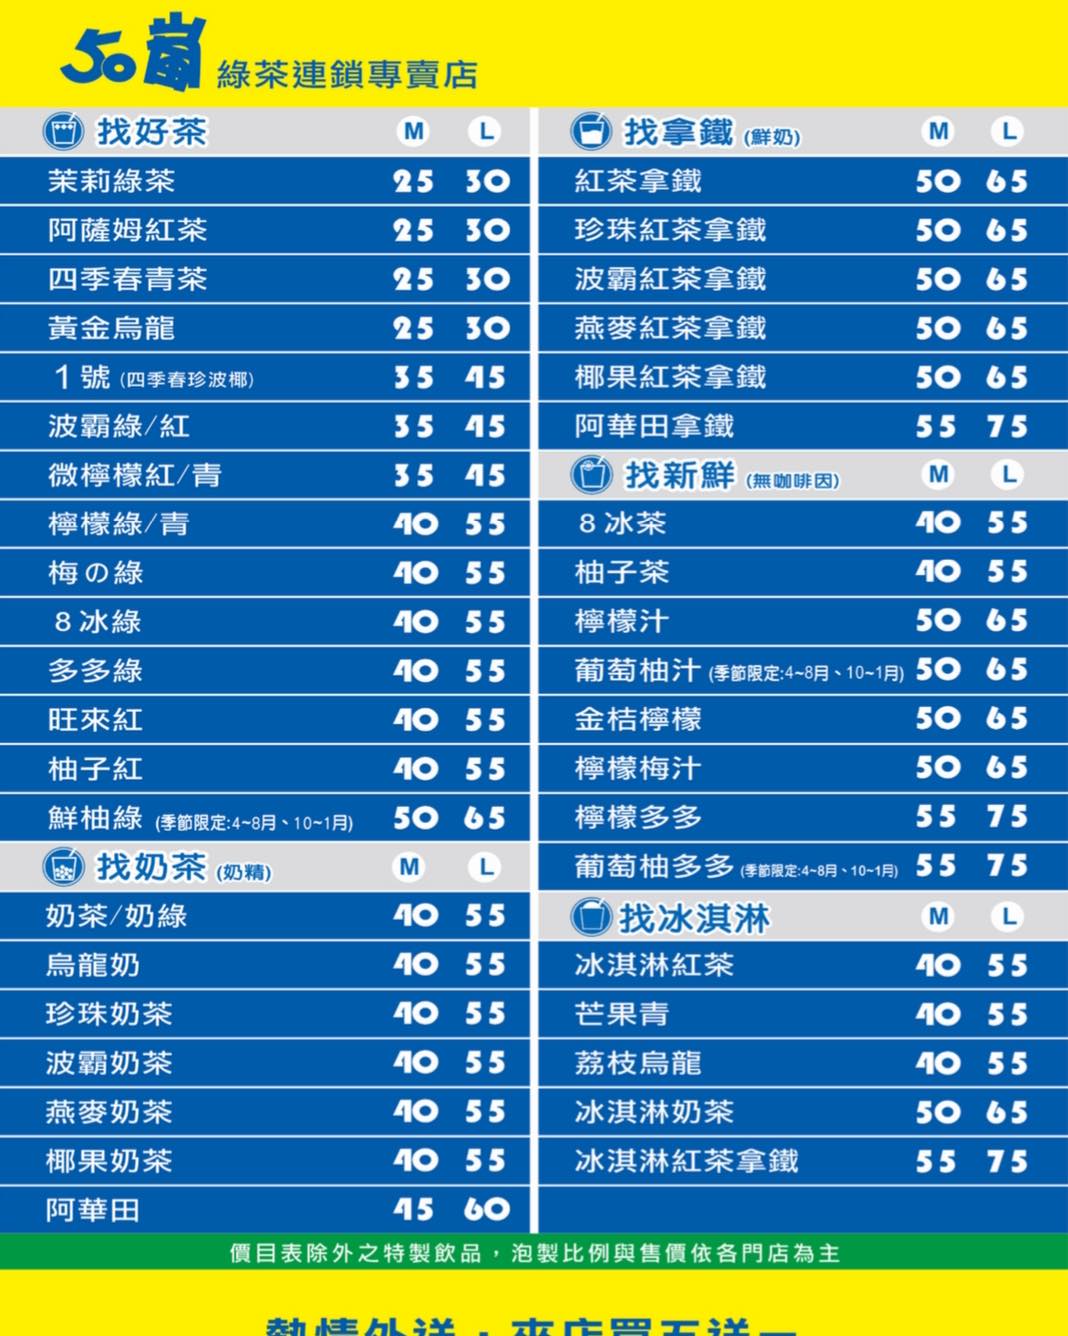 50嵐 綠茶連鎖專賣店
找好茶 M L
茉莉綠茶 25 30
阿薩姆紅茶 25 30
四季春青茶 25 30
黃金烏龍 25 30
1號 (四季春珍波椰) 35 45
波霸綠/紅 35 45
微檸檬紅/青 35 45
檸檬綠/青 40 55
梅の綠 40 55
8冰綠 40 55
多多綠 40 55
旺來紅 40 55
柚子紅 40 55
鮮柚綠 (季節限定:4~8月、10~1月) 50 65
找奶茶 (奶精) M L
奶茶/奶綠 40 55
烏龍奶 40 55
珍珠奶茶 40 55
波霸奶茶 40 55
燕麥奶茶 40 55
椰果奶茶 40 55
阿華田 45 60
找拿鐵 (鮮奶) M L
紅茶拿鐵 50 65
珍珠紅茶拿鐵 50 65
波霸紅茶拿鐵 50 65
燕麥紅茶拿鐵 50 65
椰果紅茶拿鐵 50 65
阿華田拿鐵 55 75
找新鮮 (無咖啡因) M L
8冰茶 40 55
柚子茶 40 55
檸檬汁 50 65
葡萄柚汁 (季節限定:4~8月、10~1月) 50 65
金桔檸檬 50 65
檸檬梅汁 50 65
檸檬多多 55 75
葡萄柚多多 (季節限定:4~8月、10~1月) 55 75
找冰淇淋 M L
冰淇淋紅茶 40 55
芒果青 40 55
荔枝烏龍 40 55
冰淇淋奶茶 50 65
冰淇淋紅茶拿鐵 55 75
價目表除外之特製飲品，泡製比例與售價依各門店為主
熱情外送，來店買五送一